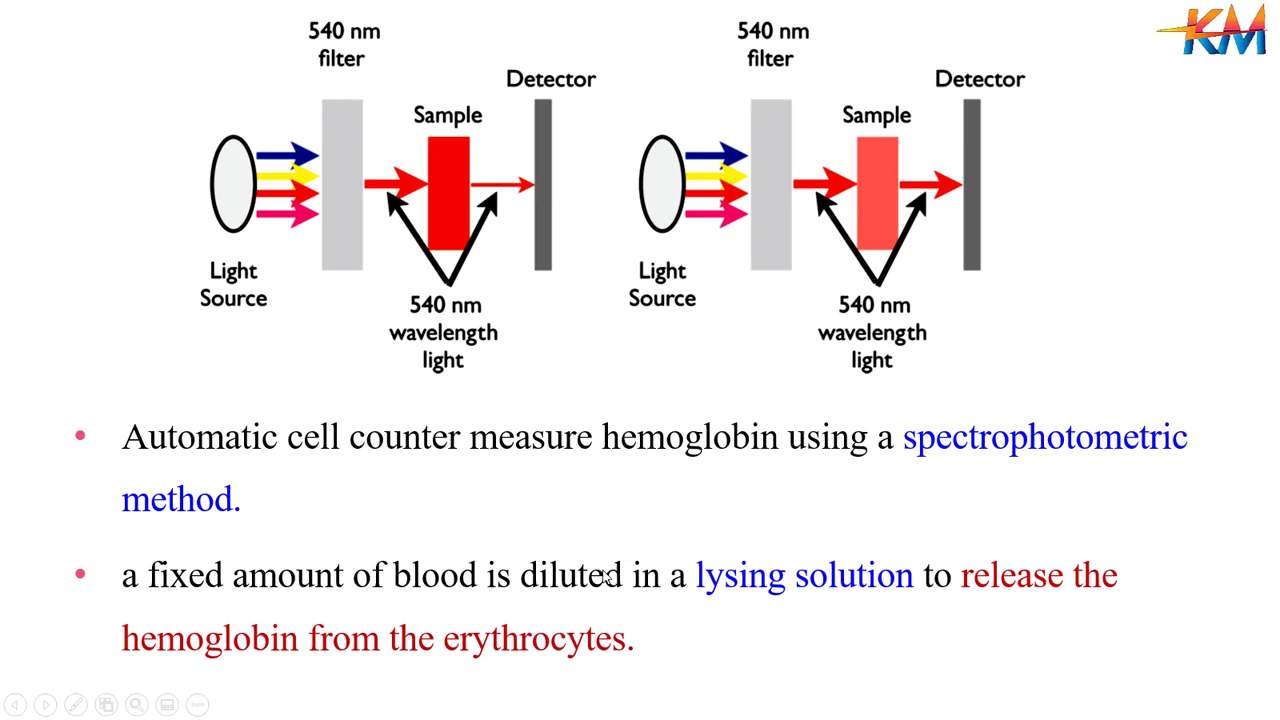 540 nm
filter
Detector
Sample
Light
Source
540 nm
wavelength
light
540 nm
filter
Detector
Sample
Light
Source
540 nm
wavelength
light
KM
• Automatic cell counter measure hemoglobin using a spectrophotometric
method.
• a fixed amount of blood is diluted in a lysing solution to release the
hemoglobin from the erythrocytes.